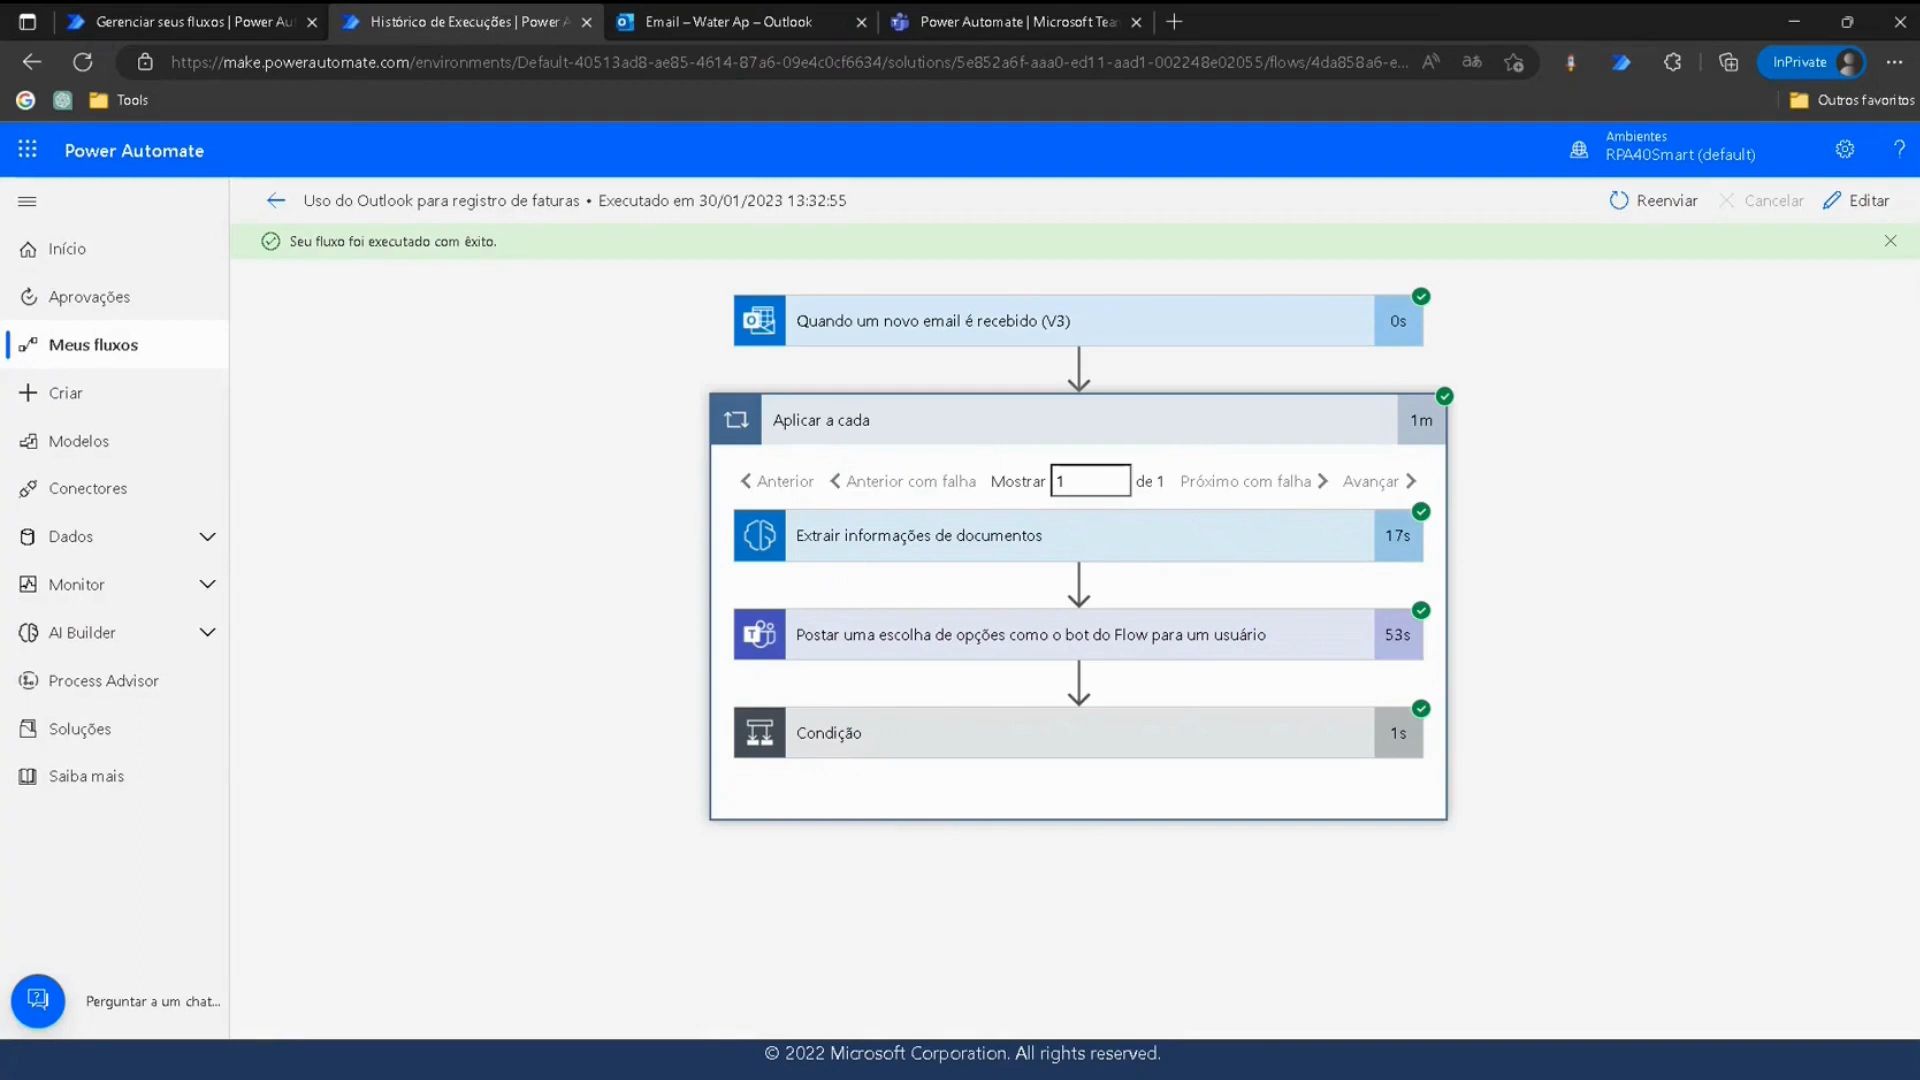 Gerenciar seus fluxos | Power Au
Histórico de Execuções | Power A
Email – Water Ap – Outlook
Power Automate | Microsoft Tea
https://make.powerautomate.com/environments/Default-40513ad8-ae85-4614-87a6-09e4c0cf6634/solutions/5e852a6f-aaa0-ed11-aad1-002248e02055/flows/4da858a6-e...
InPrivate
Tools
Outros favoritos
Power Automate
Ambientes
RPA40Smart (default)
Uso do Outlook para registro de faturas • Executado em 30/01/2023 13:32:55
Reenviar
Cancelar
Editar
Seu fluxo foi executado com êxito.
Início
Aprovações
Meus fluxos
Criar
Modelos
Conectores
Dados
Monitor
AI Builder
Process Advisor
Soluções
Saiba mais
Perguntar a um chat...
Quando um novo email é recebido (V3)
0s
Aplicar a cada
1m
Anterior Anterior com falha Mostrar 1 de 1 Próximo com falha Avançar
Extrair informações de documentos
17s
Postar uma escolha de opções como o bot do Flow para um usuário
53s
Condição
1s
© 2022 Microsoft Corporation. All rights reserved.